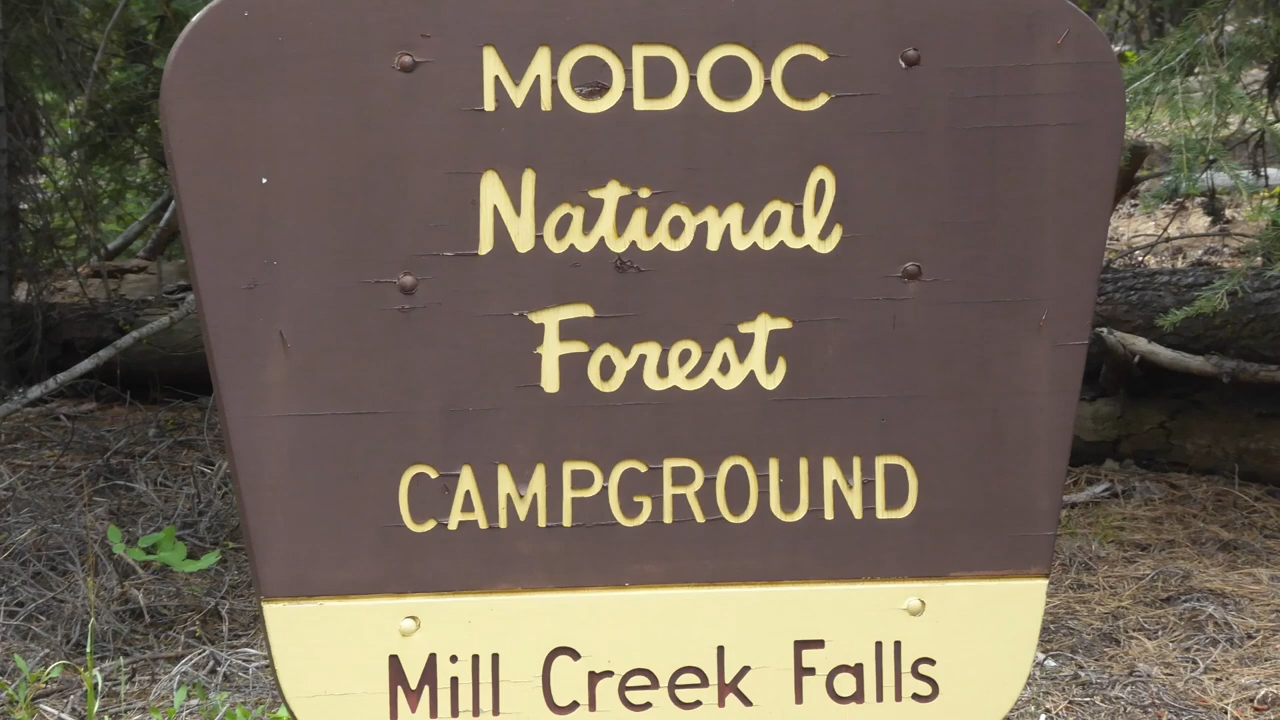 MODOC
National
Forest
CAMPGROUND
Mill Creek Falls